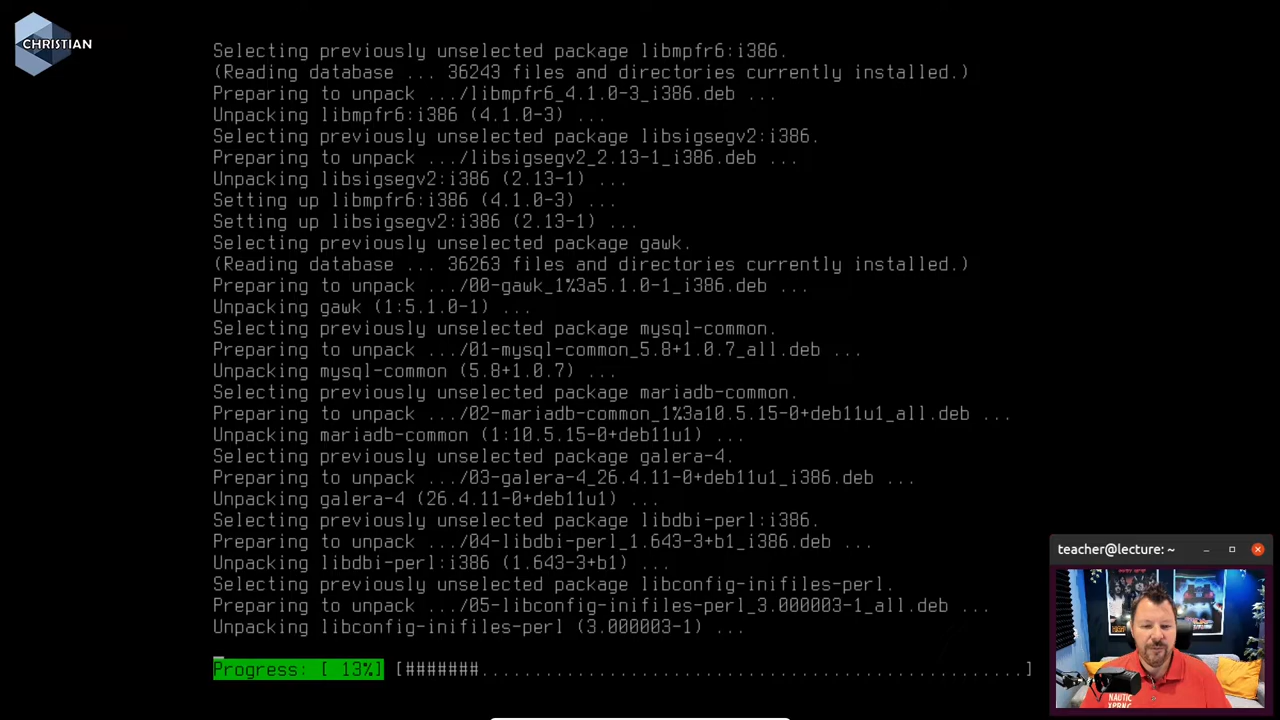 CHRISTIAN
Selecting previously unselected package libmpfr6:i386.
(Reading database ... 36243 files and directories currently installed.)
Preparing to unpack .../libmpfr6_4.1.0-3_i386.deb ...
Unpacking libmpfr6:i386 (4.1.0-3) ...
Selecting previously unselected package libsigsegv2:i386.
Preparing to unpack .../libsigsegv2_2.13-1_i386.deb ...
Unpacking libsigsegv2:i386 (2.13-1) ...
Setting up libmpfr6:i386 (4.1.0-3) ...
Setting up libsigsegv2:i386 (2.13-1) ...
Selecting previously unselected package gawk.
(Reading database ... 36263 files and directories currently installed.)
Preparing to unpack .../00-gawk_1%3a5.1.0-1_i386.deb ...
Unpacking gawk (1:5.1.0-1) ...
Selecting previously unselected package mysql-common.
Preparing to unpack .../01-mysql-common_5.8+1.0.7_all.deb ...
Unpacking mysql-common (5.8+1.0.7) ...
Selecting previously unselected package mariadb-common.
Preparing to unpack .../02-mariadb-common_1%3a10.5.15-0+deb11u1_all.deb ...
Unpacking mariadb-common (1:10.5.15-0+deb11u1) ...
Selecting previously unselected package galera-4.
Preparing to unpack .../03-galera-4_26.4.11-0+deb11u1_i386.deb ...
Unpacking galera-4 (26.4.11-0+deb11u1) ...
Selecting previously unselected package libdbi-perl:i386.
Preparing to unpack .../04-libdbi-perl_1.643-3+b1_i386.deb ...
Unpacking libdbi-perl:i386 (1.643-3+b1) ...
Selecting previously unselected package libconfig-inifiles-perl.
Preparing to unpack .../05-libconfig-inifiles-perl_3.000003-1_all.deb ...
Unpacking libconfig-inifiles-perl (3.000003-1) ...
Progress: [ 13%] [#######....................................................]
teacher@lecture: ~
NAUTIC
XPRNC